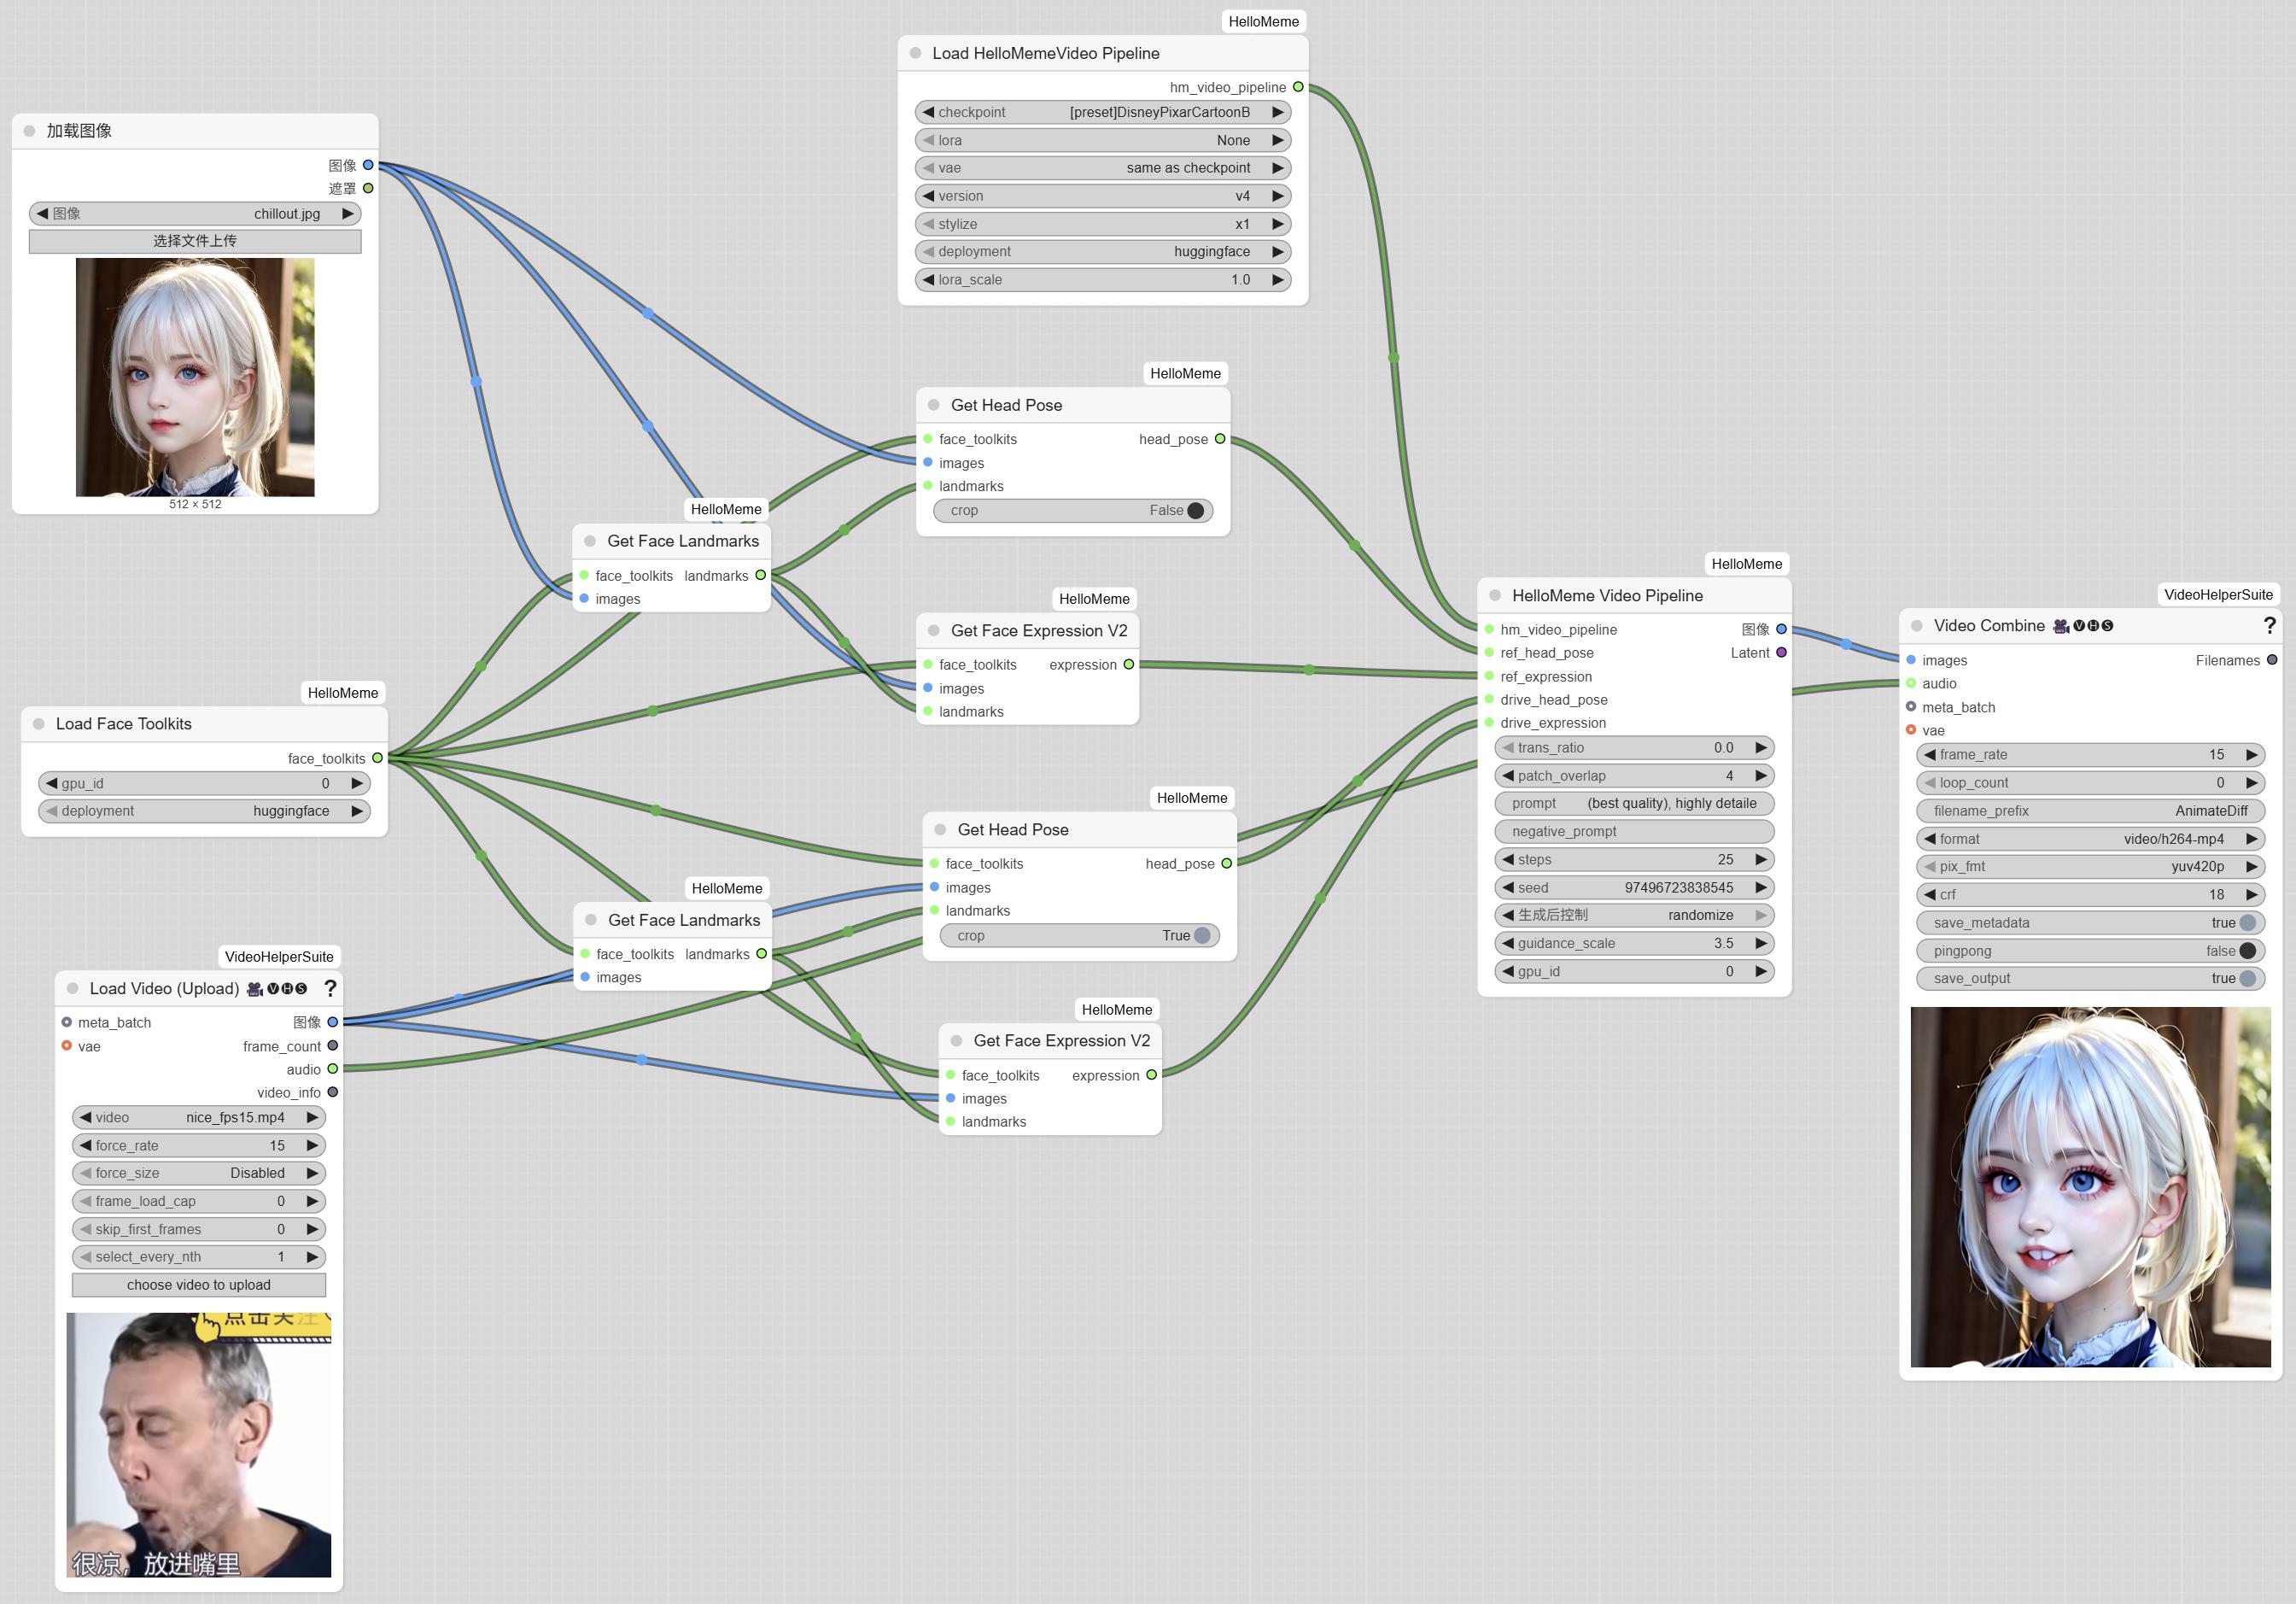 HelloMeme
Load HelloMemeVideo Pipeline
hm_video_pipeline
checkpoint [preset]DisneyPixarCartoonB
lora None
vae same as checkpoint
version v4
stylize x1
deployment huggingface
lora_scale 1.0
加载图像
图像
遮罩
图像 chillout.jpg
选择文件上传
512 × 512
HelloMeme
Get Head Pose
face_toolkits head_pose
images
landmarks
crop False
HelloMeme
Get Face Landmarks
face_toolkits landmarks
images
HelloMeme
Get Face Expression V2
face_toolkits expression
images
landmarks
HelloMeme
Load Face Toolkits
face_toolkits
gpu_id 0
deployment huggingface
HelloMeme
Get Head Pose
face_toolkits head_pose
images
landmarks
crop True
HelloMeme
Get Face Landmarks
face_toolkits landmarks
images
HelloMeme
Get Face Expression V2
face_toolkits expression
images
landmarks
VideoHelperSuite
Load Video (Upload) VHS ?
meta_batch 图像
vae frame_count
audio
video_info
video nice_fps15.mp4
force_rate 15
force_size Disabled
frame_load_cap 0
skip_first_frames 0
select_every_nth 1
choose video to upload
点击关注
很凉，放进嘴里
HelloMeme
HelloMeme Video Pipeline
hm_video_pipeline 图像
ref_head_pose Latent
ref_expression
drive_head_pose
drive_expression
trans_ratio 0.0
patch_overlap 4
prompt (best quality), highly detaile
negative_prompt
steps 25
seed 97496723838545
生成后控制 randomize
guidance_scale 3.5
gpu_id 0
VideoHelperSuite
Video Combine VHS ?
images Filenames
audio
meta_batch
vae
frame_rate 15
loop_count 0
filename_prefix AnimateDiff
format video/h264-mp4
pix_fmt yuv420p
crf 18
save_metadata true
pingpong false
save_output true